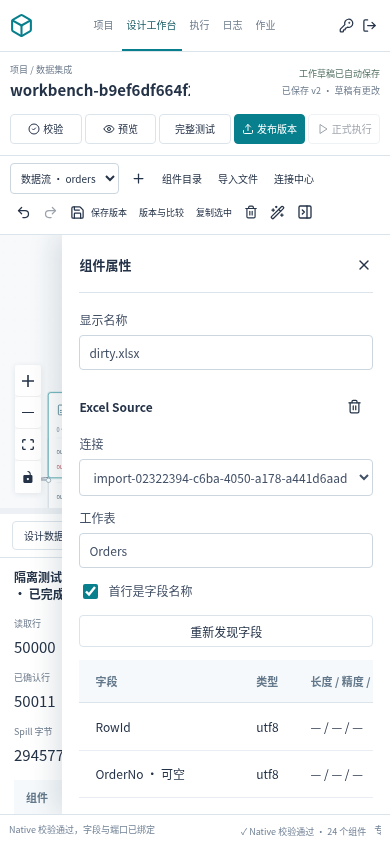 项目 设计工作台 执行 日志 作业
项目 / 数据集成
workbench-b9ef6df664f
工作草稿已自动保存
已保存 v2 • 草稿有更改
校验 预览 完整测试 发布版本 正式执行
数据流 • orders 组件目录 导入文件 连接中心
保存版本 版本与比较 复制选中
组件属性
显示名称
dirty.xlsx
Excel Source
连接
import-02322394-c6ba-4050-a178-a441d6aad
工作表
Orders
首行是字段名称
重新发现字段
字段 类型 长度 / 精度 /
RowId utf8 — / — / —
OrderNo • 可空 utf8 — / — / —
设计数据
隔离测试
• 已完成
读取行
50000
已确认行
50011
Spill 字节
294577
组件
Native 校验通过，字段与端口已绑定
✓ Native 校验通过 • 24 个组件